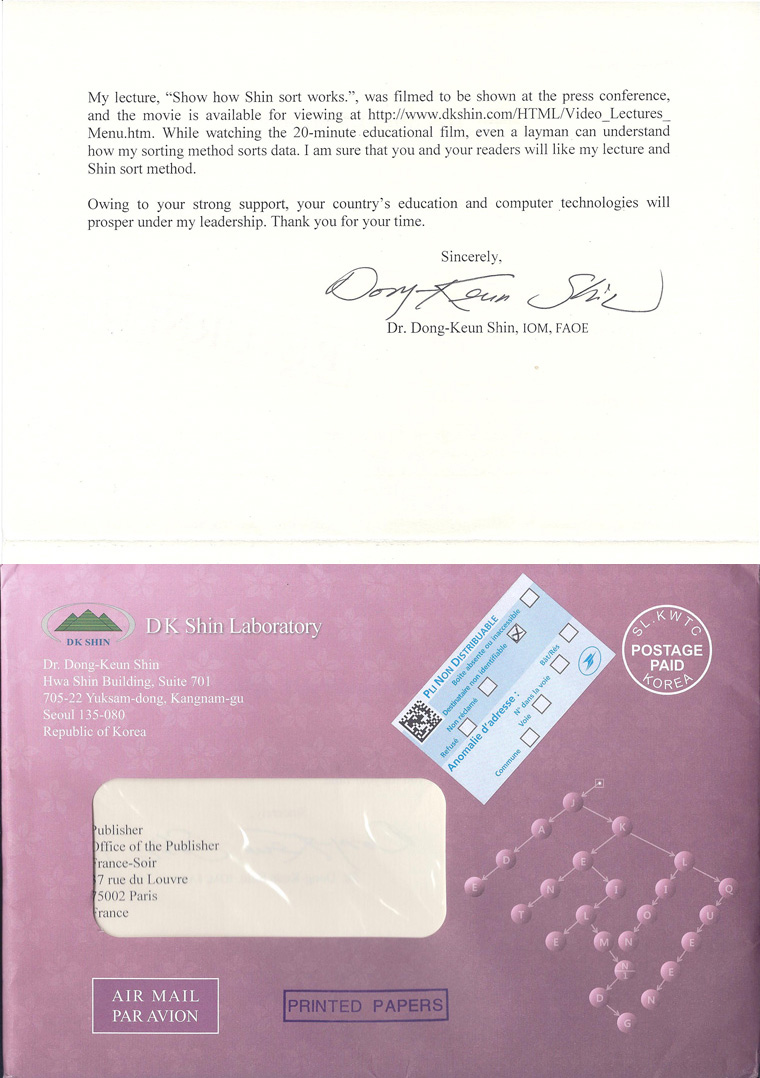 My lecture, “Show how Shin sort works.”, was filmed to be shown at the press conference,
and the movie is available for viewing at http://www.dkshin.com/HTML/Video_Lectures_
Menu.htm. While watching the 20-minute educational film, even a layman can understand
how my sorting method sorts data. I am sure that you and your readers will like my lecture and
Shin sort method.
Owing to your strong support, your country’s education and computer technologies will
prosper under my leadership. Thank you for your time.
Sincerely,
Dong-Keun Shin
Dr. Dong-Keun Shin, IOM, FAOE
DK SHIN
DK Shin Laboratory
Dr. Dong-Keun Shin
Hwa Shin Building, Suite 701
705-22 Yuksam-dong, Kangnam-gu
Seoul 135-080
Republic of Korea
PLI NON DISTRIBUABLE
Boîte absente ou inaccessible
Destinataire non identifiable
Non réclamé
Refusé
Anomalie d’adresse :
Bât/Rés
N° dans la voie
Voie
Commune
SL.KWTC
POSTAGE
PAID
KOREA
Publisher
Office of the Publisher
France-Soir
37 rue du Louvre
75002 Paris
France
J
A
K
D
E
L
E
N
I
I
Q
T
L
O
U
E
M
N
E
N
E
D
N
G
AIR MAIL
PAR AVION
PRINTED PAPERS